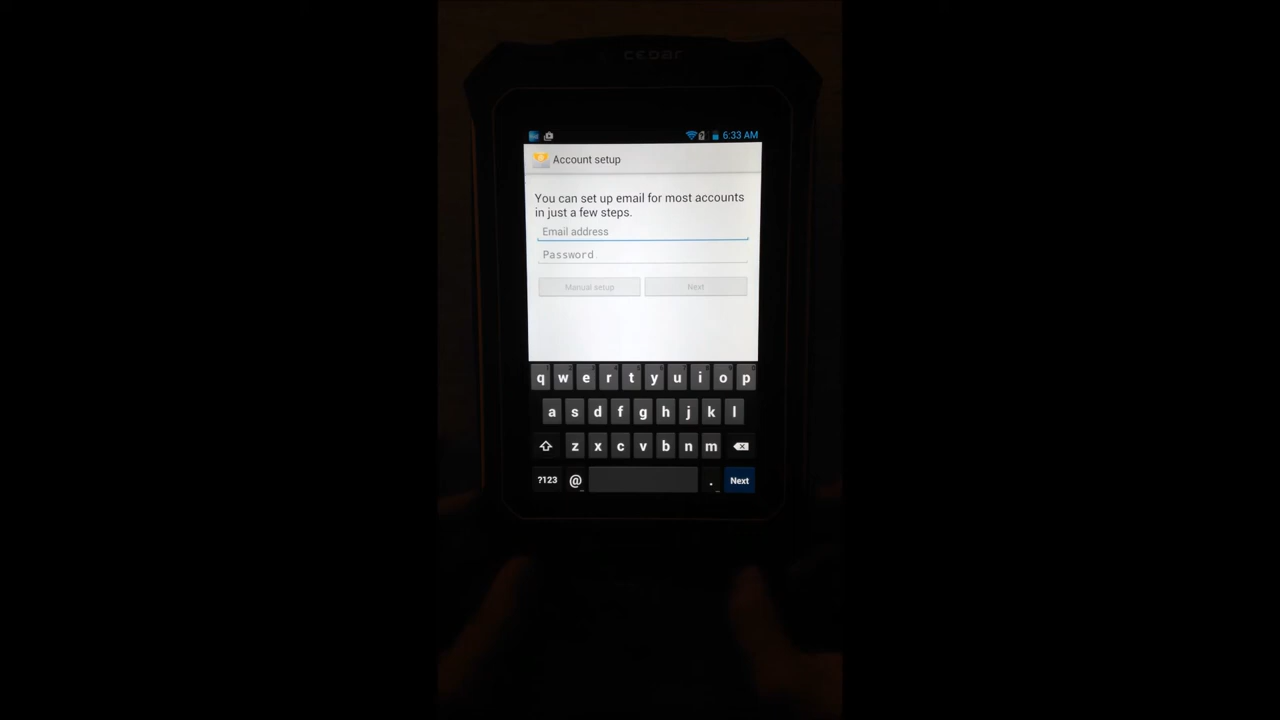 cedar
6:33 AM
Account setup
You can set up email for most accounts
in just a few steps.
Email address
Password
Manual setup Next
q w e r t y u i o p
a s d f g h j k l
z x c v b n m
?123 @ . Next